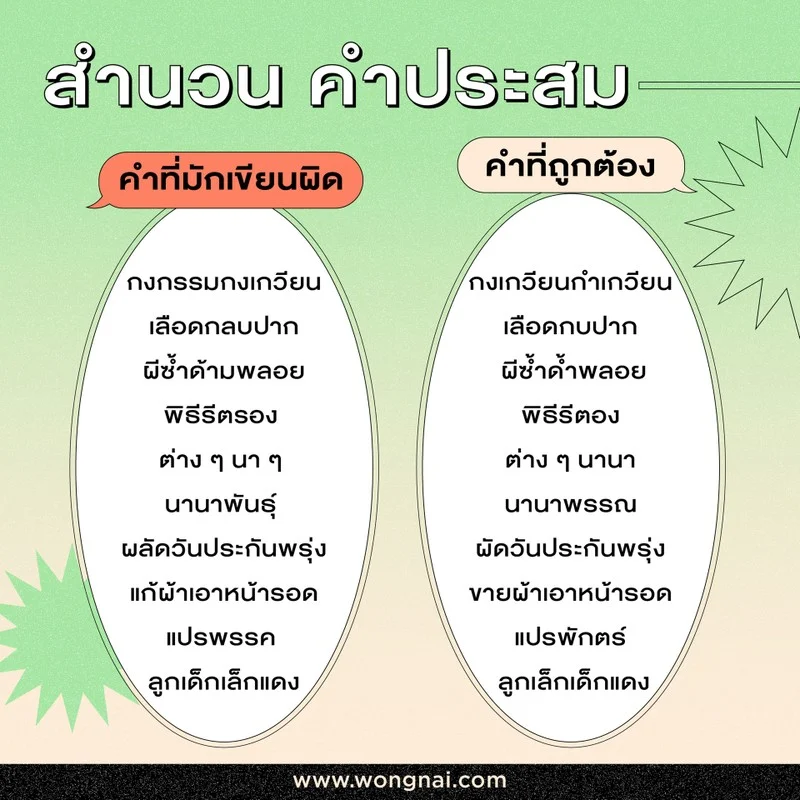 สำนวน คำประสม
คำที่มักเขียนผิด
กงกรรมกงเกวียน
เลือดกลบปาก
ผีซ้ำด้ามพลอย
พิธีรีตรอง
ต่าง ๆ นา ๆ
นานาพันธุ์
ผลัดวันประกันพรุ่ง
แก้ผ้าเอาหน้ารอด
แปรพรรค
ลูกเด็กเล็กแดง
คำที่ถูกต้อง
กงเกวียนกำเกวียน
เลือดกบปาก
ผีซ้ำด้ำพลอย
พิธีรีตอง
ต่าง ๆ นานา
นานาพรรณ
ผัดวันประกันพรุ่ง
ขายผ้าเอาหน้ารอด
แปรพักตร์
ลูกเล็กเด็กแดง
www.wongnai.com